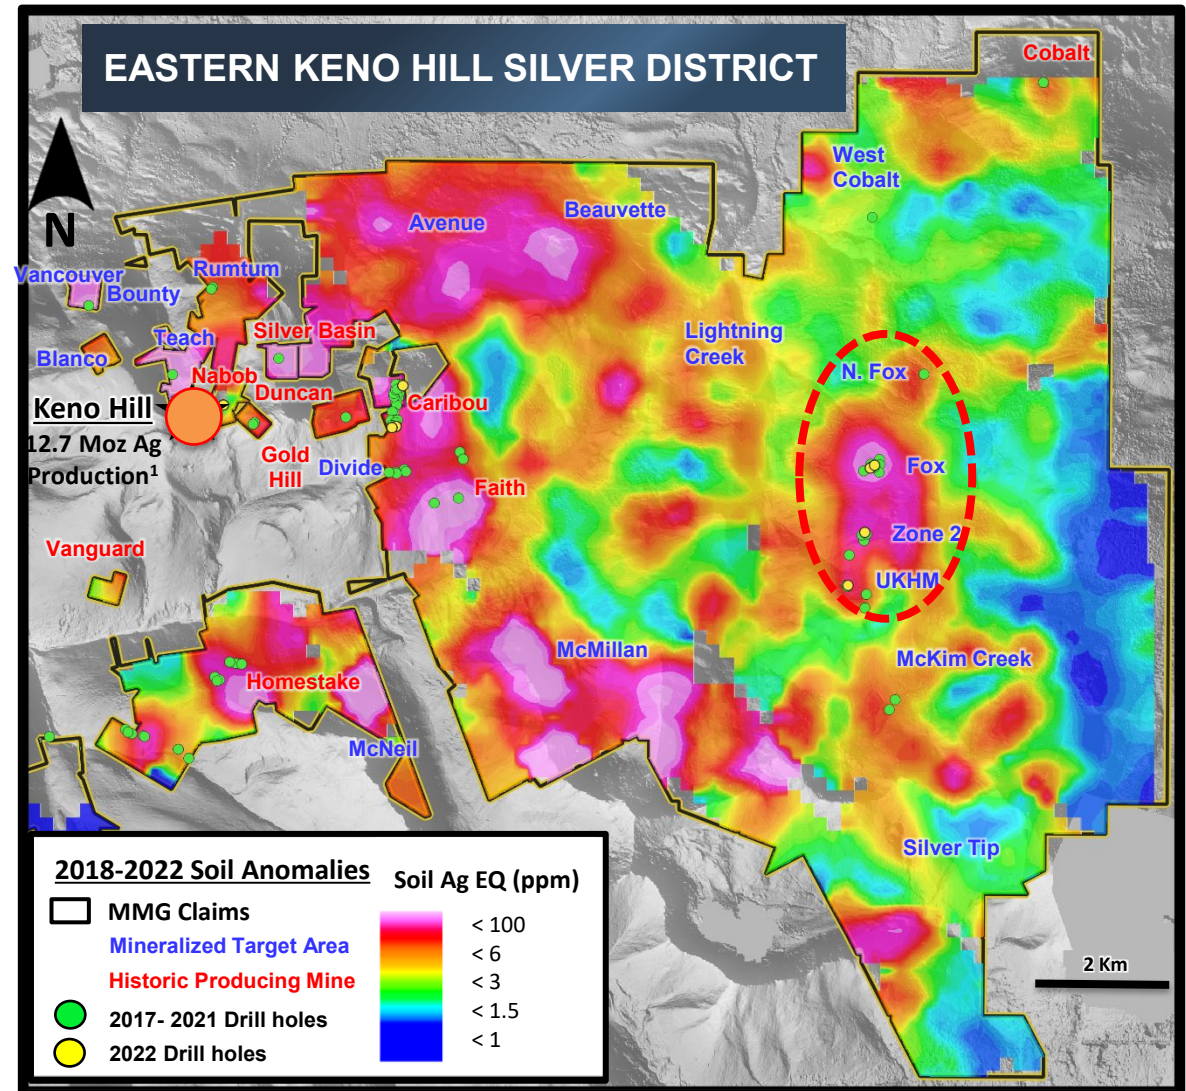 EASTERN KENO HILL SILVER DISTRICT
Cobalt
West
Cobalt
Beauvette
Avenue
N
Vancouver
Bounty
Rumtum
Teach
Silver Basin
Lightning
Creek
Blanco
Nabob
Duncan
N. Fox
Keno Hill
12.7 Moz Ag
Production¹
Caribou
Gold
Hill
Divide
Fox
Faith
Zone 2
Vanguard
UKHM
McMillan
McKim Creek
Homestake
McNeil
Silver Tip
2018-2022 Soil Anomalies
MMG Claims
Mineralized Target Area
Historic Producing Mine
2017- 2021 Drill holes
2022 Drill holes
Soil Ag EQ (ppm)
< 100
< 6
< 3
< 1.5
< 1
2 Km